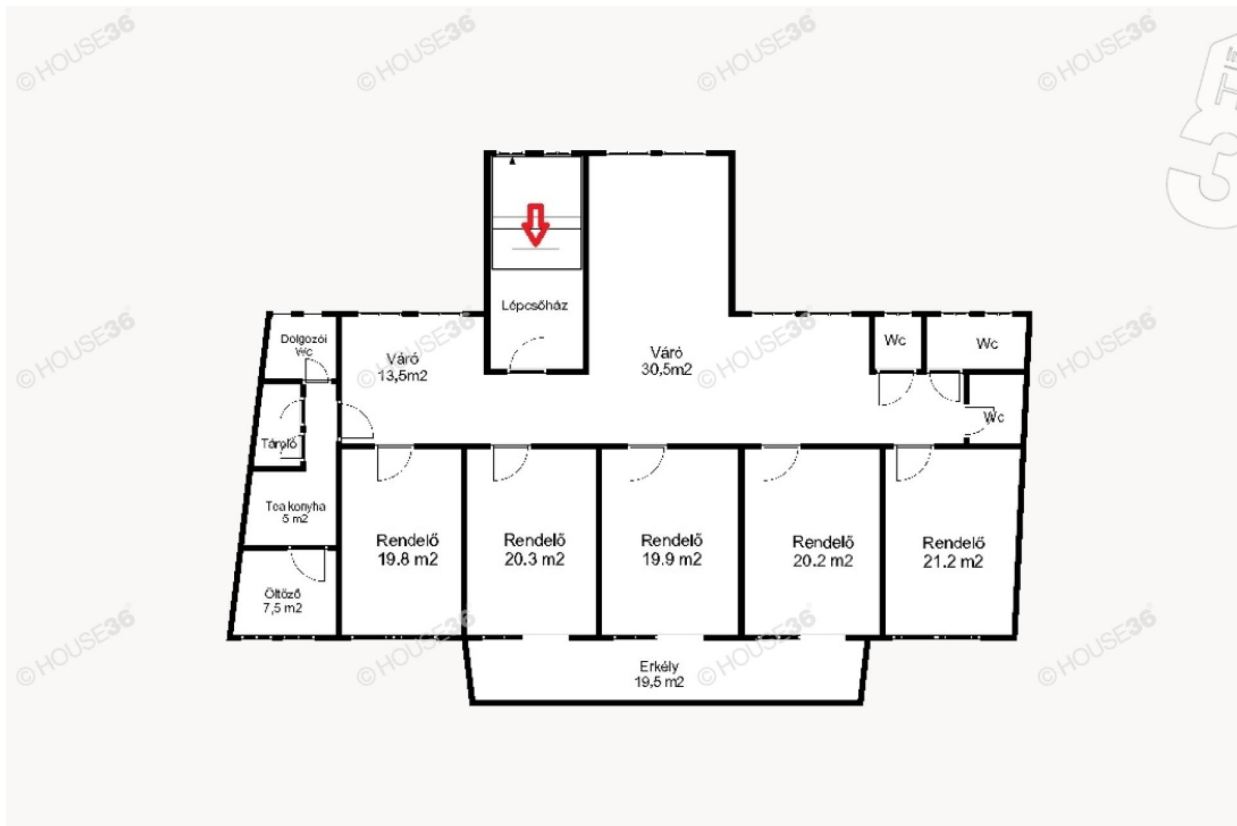 © HOUSE36
© HOUSE36
© HOUSE36
© HOUSE36
Lépcsőház
© HOUSE36
© HOUSE36
© HOUSE36
© HOUSE36
Dolgozói
Wc
Váró
13,5m2
Váró
30,5m2
Wc
Wc
Wc
Tároló
Tea konyha
5 m2
Rendelő
19.8 m2
Rendelő
20.3 m2
Rendelő
19.9 m2
Rendelő
20.2 m2
Rendelő
21.2 m2
Öltöző
7,5 m2
© HOUSE36
© HOUSE36
© HOUSE36
© HOUSE36
Erkély
19,5 m2